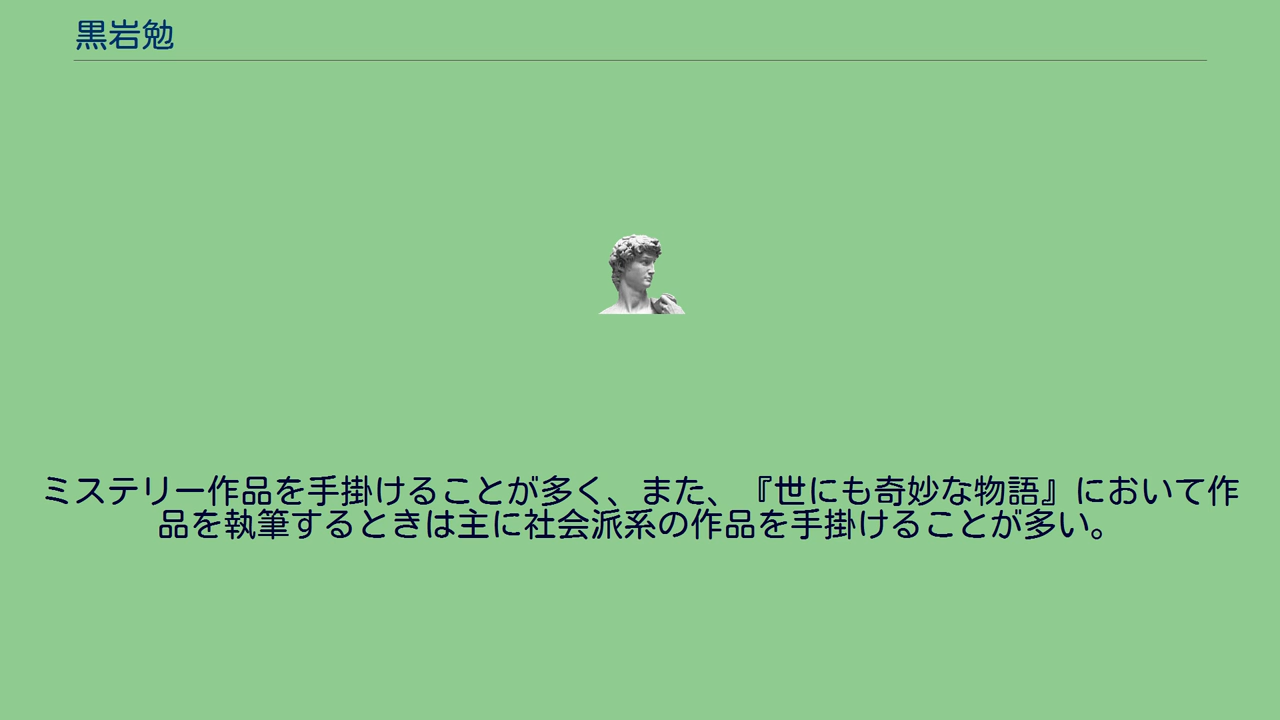 黒岩勉
ミステリー作品を手掛けることが多く、また、『世にも奇妙な物語』において作
品を執筆するときは主に社会派系の作品を手掛けることが多い。